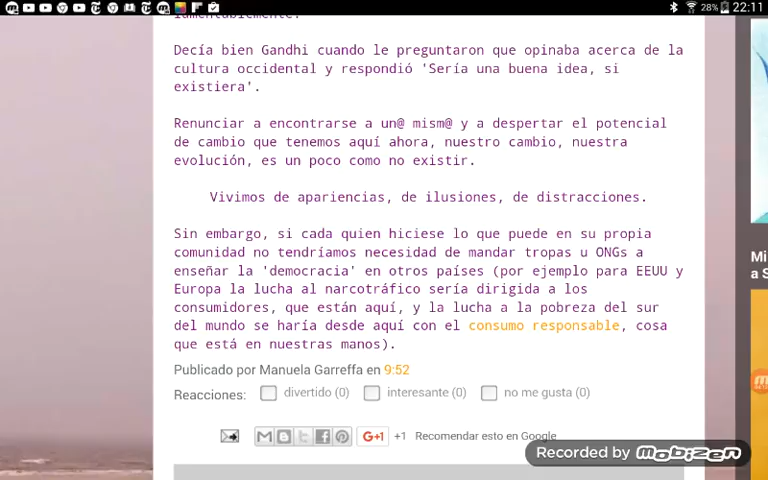 28% 22:11
lamentablemente.
Decía bien Gandhi cuando le preguntaron que opinaba acerca de la
cultura occidental y respondió 'Sería una buena idea, si
existiera'.
Renunciar a encontrarse a un@ mism@ y a despertar el potencial
de cambio que tenemos aquí ahora, nuestro cambio, nuestra
evolución, es un poco como no existir.
Vivimos de apariencias, de ilusiones, de distracciones.
Sin embargo, si cada quien hiciese lo que puede en su propia
comunidad no tendríamos necesidad de mandar tropas u ONGs a
enseñar la 'democracia' en otros países (por ejemplo para EEUU y
Europa la lucha al narcotráfico sería dirigida a los
consumidores, que están aquí, y la lucha a la pobreza del sur
del mundo se haría desde aquí con el consumo responsable, cosa
que está en nuestras manos).
Publicado por Manuela Garreffa en 9:52
Reacciones: divertido (0) interesante (0) no me gusta (0)
G+1 +1 Recomendar esto en Google
Recorded by Mobizen
Mi
a S